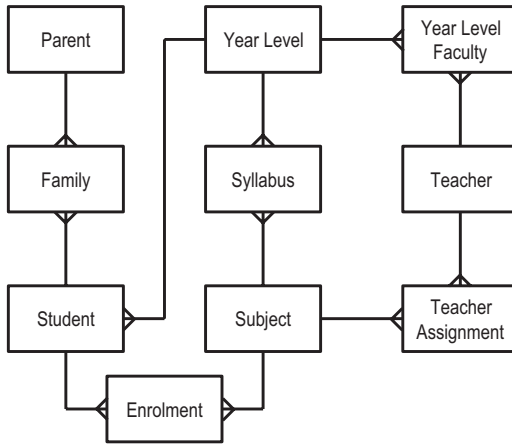 Parent
Year Level
Year Level
Faculty
Family
Syllabus
Teacher
Student
Subject
Teacher
Assignment
Enrolment